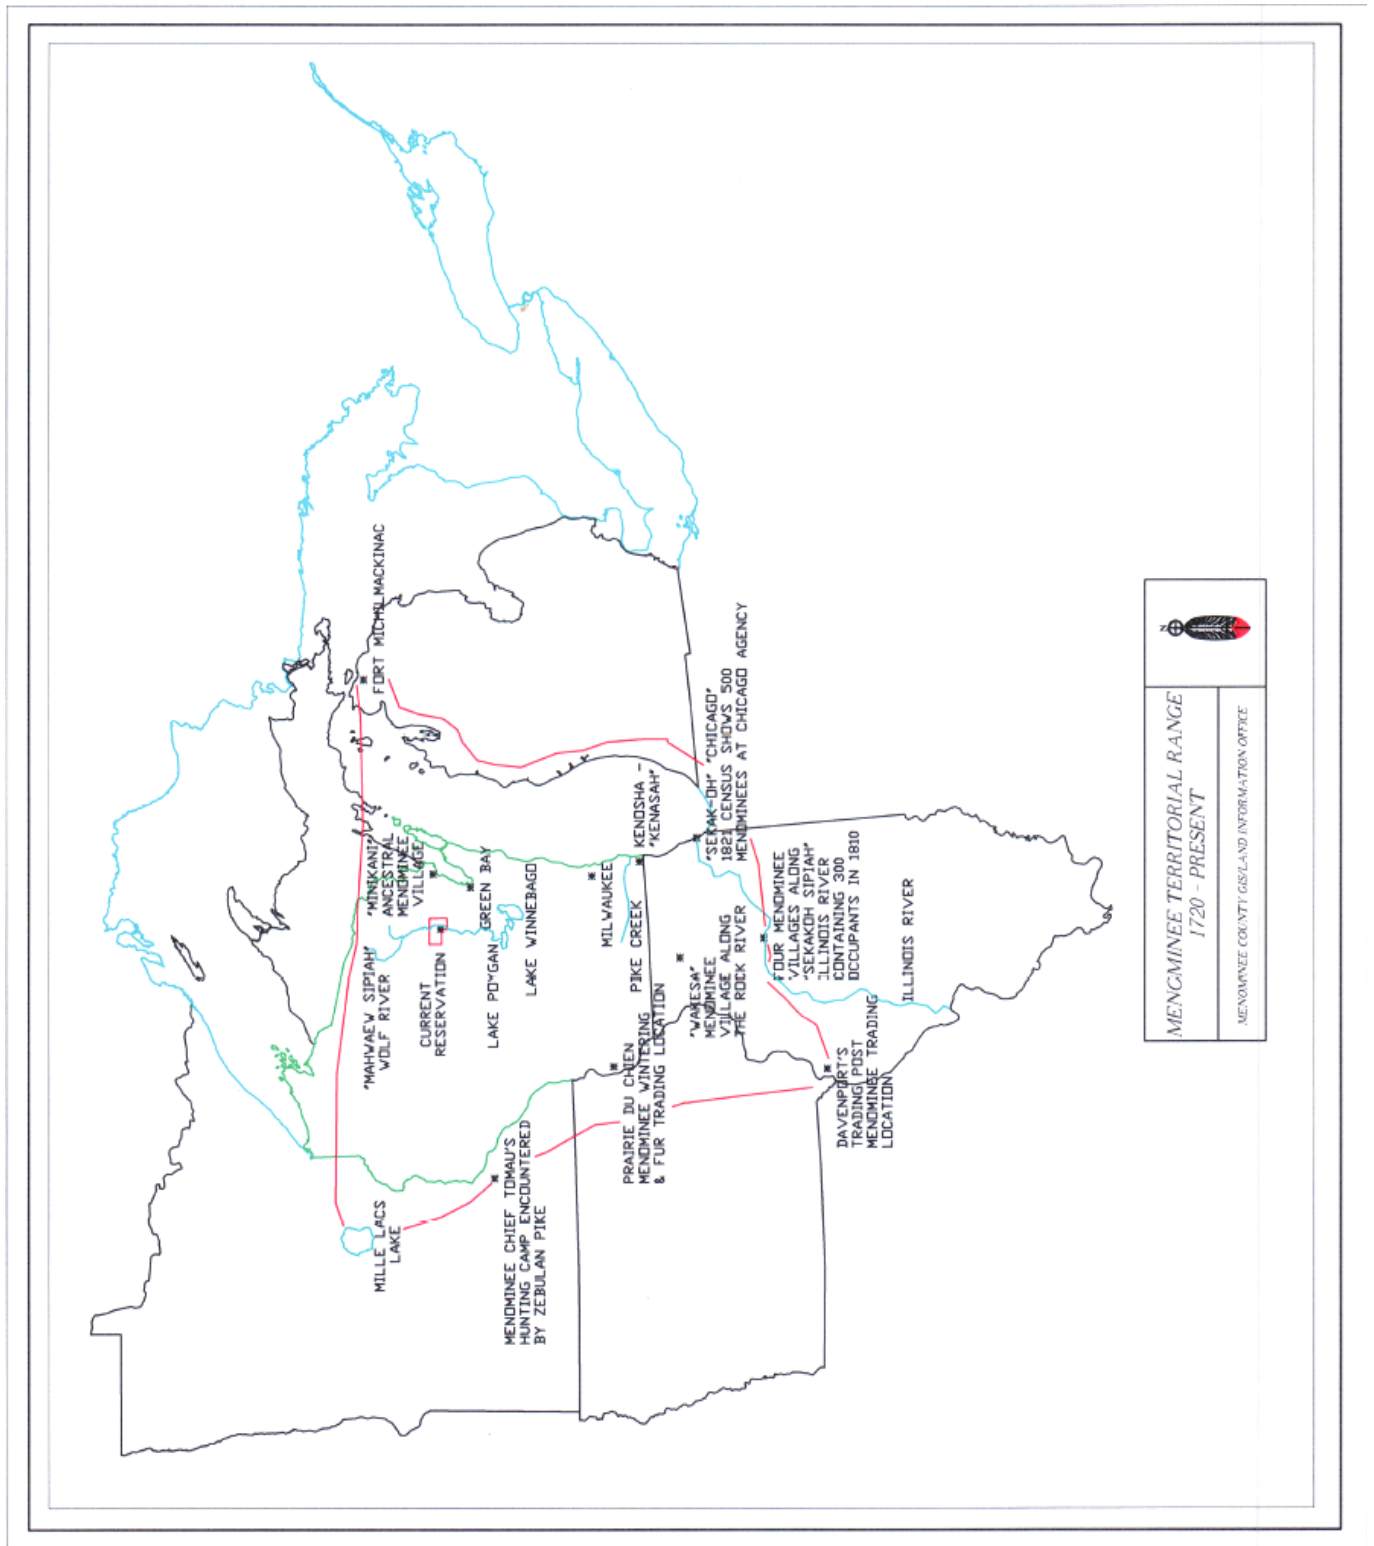 FORT MICHILMACKINAC
"MINIKANI"
ANCESTRAL
MENOMINEE
VILLAGE
"MAHWAEW SIPIAH"
WOLF RIVER
CURRENT
RESERVATION
GREEN BAY
LAKE POYGAN
LAKE WINNEBAGO
MILWAUKEE
PIKE CREEK
KENOSHA -
"KENASAH"
"SEKAK-OH" "CHICAGO"
1821 CENSUS SHOWS 500
MENOMINEES AT CHICAGO AGENCY
"WAKESA"
MENOMINEE
VILLAGE ALONG
THE ROCK RIVER
FOUR MENOMINEE
VILLAGES ALONG
"SEKAKOH SIPIAH"
ILLINOIS RIVER
CONTAINING 300
OCCUPANTS IN 1810
ILLINOIS RIVER
MILLE LACS
LAKE
MENOMINEE CHIEF TOMAU'S
HUNTING CAMP ENCOUNTERED
BY ZEBULAN PIKE
PRAIRIE DU CHIEN
MENOMINEE WINTERING
& FUR TRADING LOCATION
DAVENPORT'S
TRADING POST
MENOMINEE TRADING
LOCATION
N
MENOMINEE TERRITORIAL RANGE
1720 - PRESENT
MENOMINEE COUNTY GIS/LAND INFORMATION OFFICE